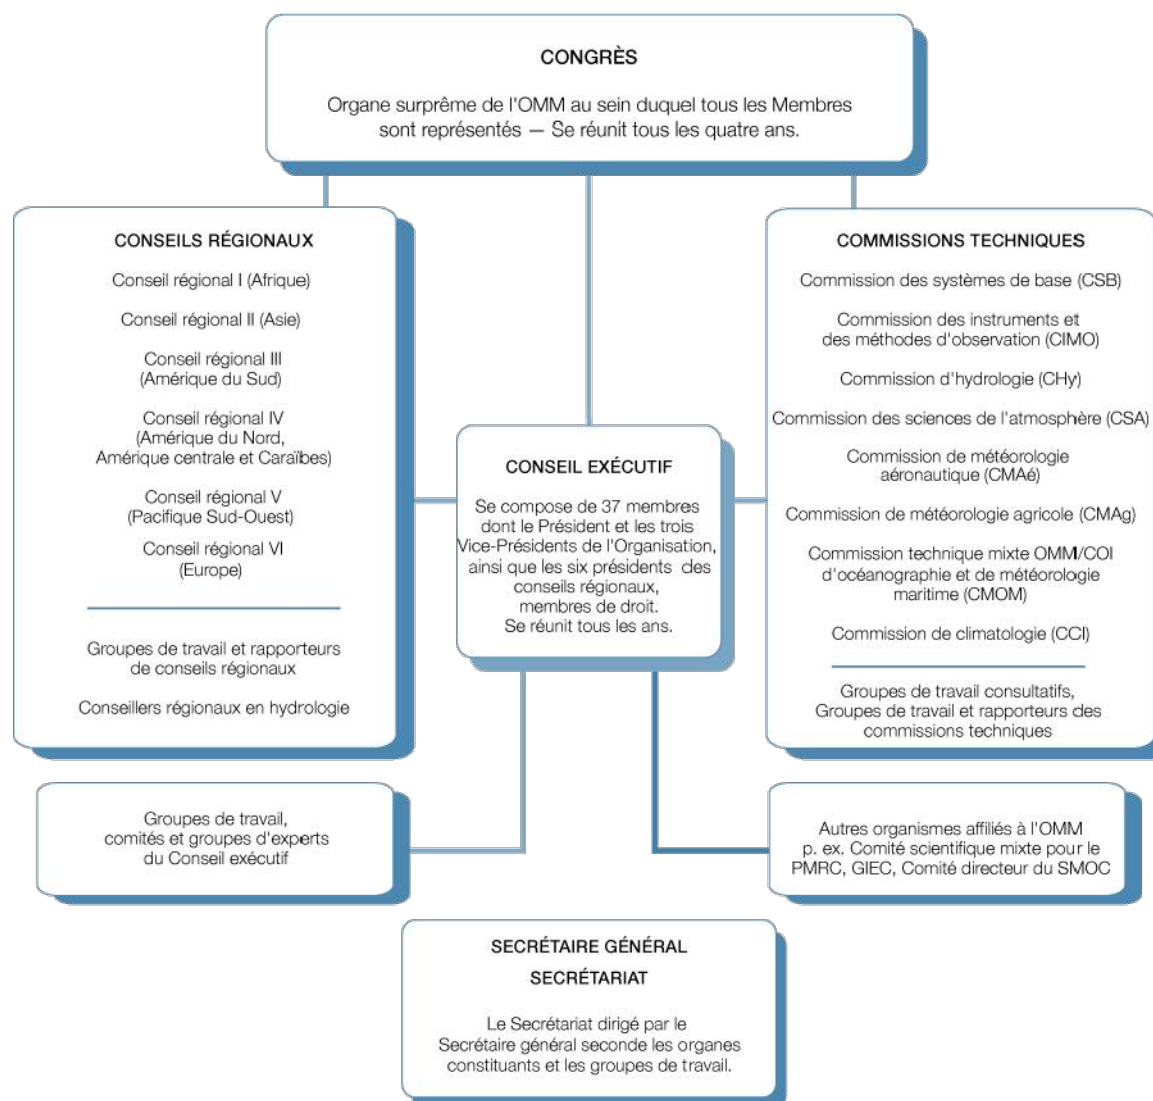 CONGRÈS
Organe surprême de l'OMM au sein duquel tous les Membres
sont représentés — Se réunit tous les quatre ans.
CONSEILS RÉGIONAUX
Conseil régional I (Afrique)
Conseil régional II (Asie)
Conseil régional III
(Amérique du Sud)
Conseil régional IV
(Amérique du Nord,
Amérique centrale et Caraïbes)
Conseil régional V
(Pacifique Sud-Ouest)
Conseil régional VI
(Europe)
Groupes de travail et rapporteurs
de conseils régionaux
Conseillers régionaux en hydrologie
CONSEIL EXÉCUTIF
Se compose de 37 membres
dont le Président et les trois
Vice-Présidents de l'Organisation,
ainsi que les six présidents des
conseils régionaux,
membres de droit.
Se réunit tous les ans.
COMMISSIONS TECHNIQUES
Commission des systèmes de base (CSB)
Commission des instruments et
des méthodes d'observation (CIMO)
Commission d'hydrologie (CHy)
Commission des sciences de l'atmosphère (CSA)
Commission de météorologie
aéronautique (CMAé)
Commission de météorologie agricole (CMAg)
Commission technique mixte OMM/COI
d'océanographie et de météorologie
maritime (CMOM)
Commission de climatologie (CCI)
Groupes de travail consultatifs,
Groupes de travail et rapporteurs des
commissions techniques
Groupes de travail,
comités et groupes d'experts
du Conseil exécutif
Autres organismes affiliés à l'OMM
p. ex. Comité scientifique mixte pour le
PMRC, GIEC, Comité directeur du SMOC
SECRÉTAIRE GÉNÉRAL
SECRÉTARIAT
Le Secrétariat dirigé par le
Secrétaire général seconde les organes
constituants et les groupes de travail.